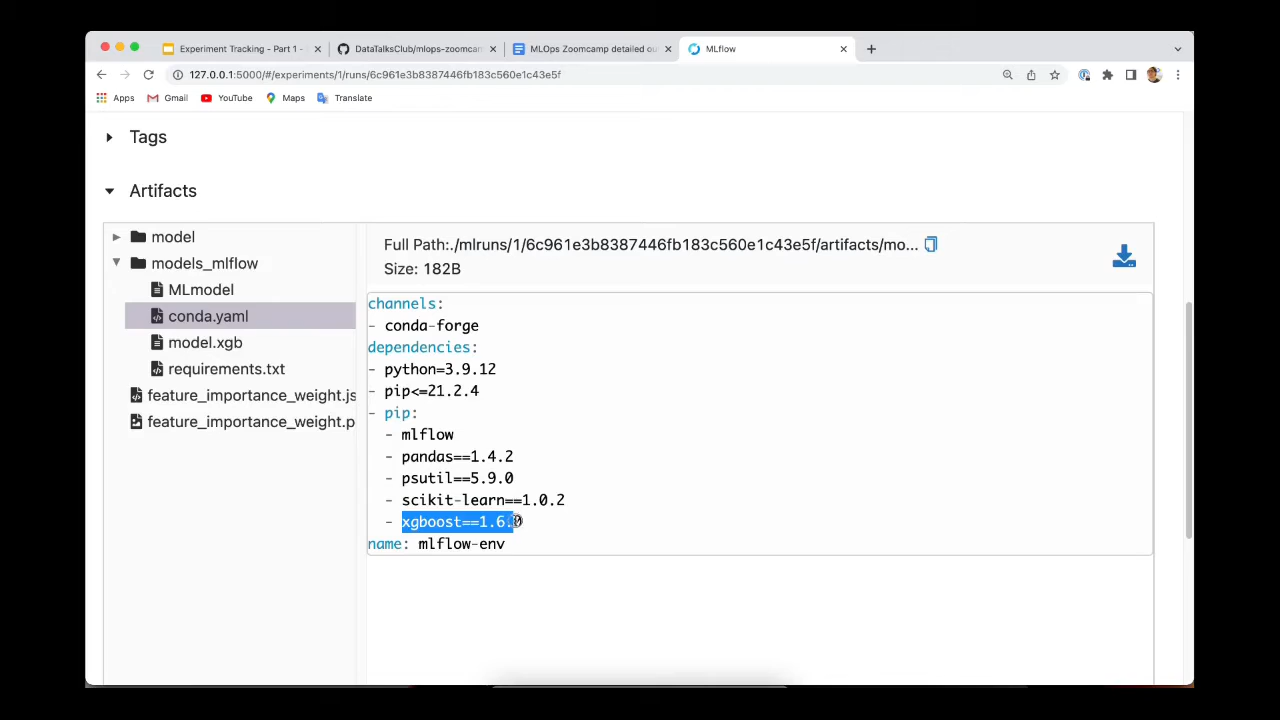 Experiment Tracking - Part 1 -
DataTalksClub/mlops-zoomcam
MLOps Zoomcamp detailed ou
MLflow
127.0.0.1:5000/#/experiments/1/runs/6c961e3b8387446fb183c560e1c43e5f
Apps
Gmail
YouTube
Maps
Translate
Tags
Artifacts
model
models_mlflow
MLmodel
conda.yaml
model.xgb
requirements.txt
feature_importance_weight.js
feature_importance_weight.p
Full Path:./mlruns/1/6c961e3b8387446fb183c560e1c43e5f/artifacts/mo...
Size: 182B
channels:
- conda-forge
dependencies:
- python=3.9.12
- pip<=21.2.4
- pip:
- mlflow
- pandas==1.4.2
- psutil==5.9.0
- scikit-learn==1.0.2
- xgboost==1.6.0
name: mlflow-env